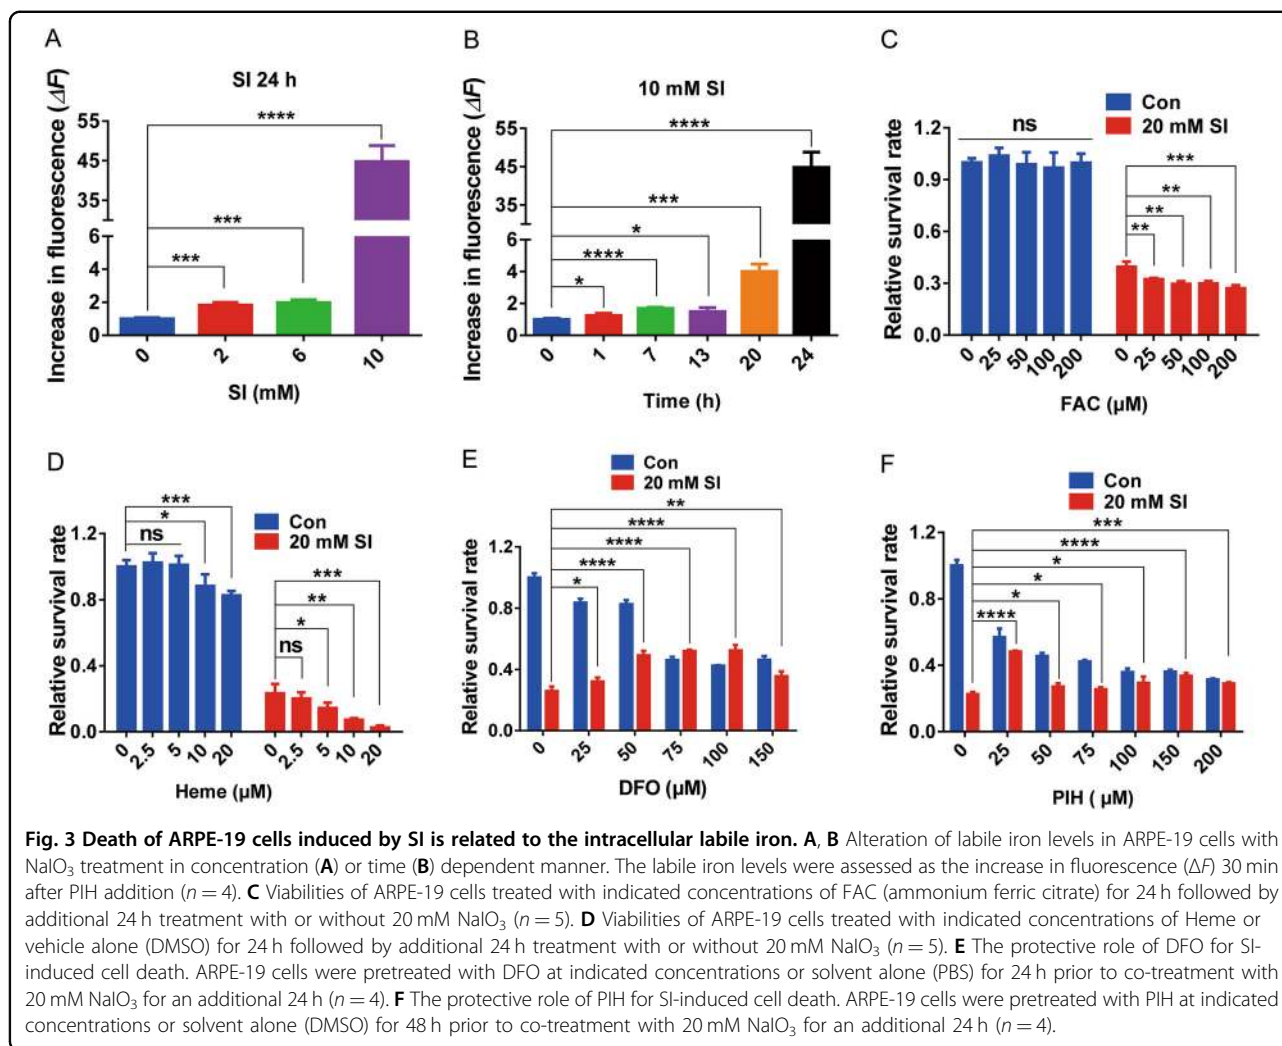 A
SI 24 h
Increase in fluorescence (ΔF)
55
45
35
6
4
2
0
****
***
***
0 2 6 10
SI (mM)
B
10 mM SI
Increase in fluorescence (ΔF)
55
45
35
6
4
2
0
****
***
*
****
*
0 1 7 13 20 24
Time (h)
C
Con
20 mM SI
Relative survival rate
1.2
0.9
0.6
0.3
0.0
ns
***
**
**
**
0 25 50 100 200 0 25 50 100 200
FAC (µM)
D
Con
20 mM SI
Relative survival rate
1.2
0.8
0.4
0.0
***
*
ns
***
**
*
ns
0 2.5 5 10 20 0 2.5 5 10 20
Heme (µM)
E
Con
20 mM SI
Relative survival rate
1.2
0.8
0.4
0.0
**
****
****
****
*
0 25 50 75 100 150
DFO (µM)
F
Con
20 mM SI
Relative survival rate
1.2
0.8
0.4
0.0
***
****
*
*
*
****
0 25 50 75 100 150 200
PIH ( µM)
Fig. 3 Death of ARPE-19 cells induced by SI is related to the intracellular labile iron. A, B Alteration of labile iron levels in ARPE-19 cells with
NaIO₃ treatment in concentration (A) or time (B) dependent manner. The labile iron levels were assessed as the increase in fluorescence (ΔF) 30 min
after PIH addition (n = 4). C Viabilities of ARPE-19 cells treated with indicated concentrations of FAC (ammonium ferric citrate) for 24 h followed by
additional 24 h treatment with or without 20 mM NaIO₃ (n = 5). D Viabilities of ARPE-19 cells treated with indicated concentrations of Heme or
vehicle alone (DMSO) for 24 h followed by additional 24 h treatment with or without 20 mM NaIO₃ (n = 5). E The protective role of DFO for SI-
induced cell death. ARPE-19 cells were pretreated with DFO at indicated concentrations or solvent alone (PBS) for 24 h prior to co-treatment with
20 mM NaIO₃ for an additional 24 h (n = 4). F The protective role of PIH for SI-induced cell death. ARPE-19 cells were pretreated with PIH at indicated
concentrations or solvent alone (DMSO) for 48 h prior to co-treatment with 20 mM NaIO₃ for an additional 24 h (n = 4).